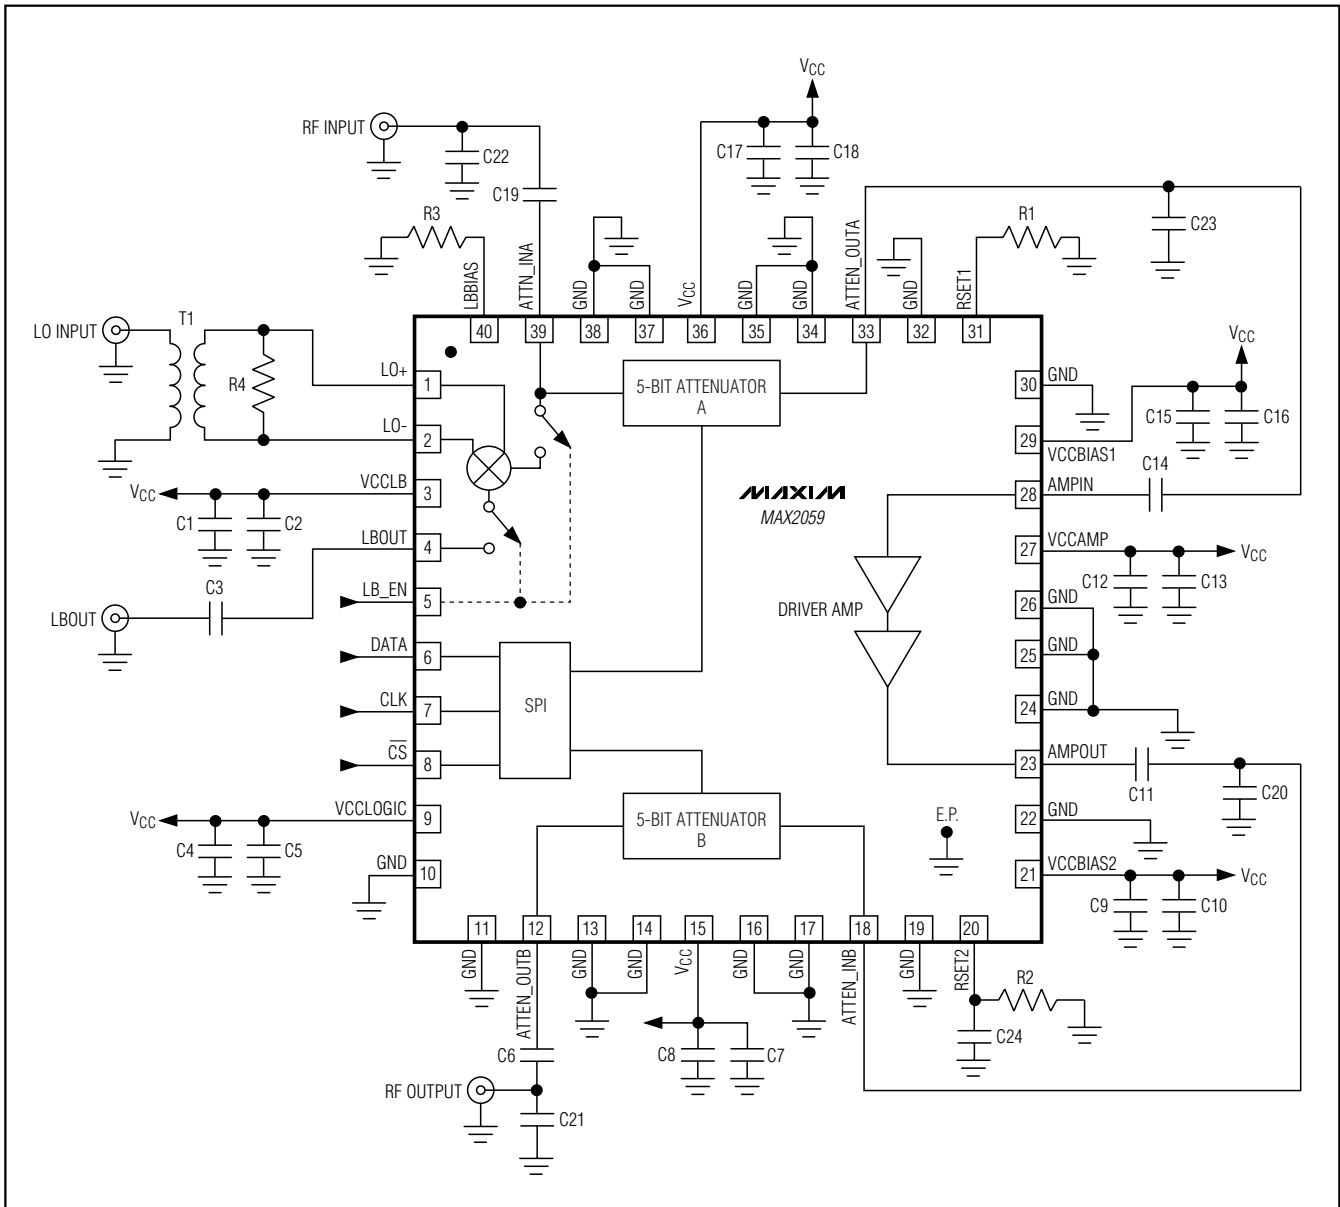 VCC
RF INPUT
C22
C17
C18
C19
R3
R1
C23
LBBIAS
ATTN_INA
GND
GND
VCC
GND
GND
ATTEN_OUTA
GND
RSET1
40
39
38
37
36
35
34
33
32
31
T1
LO INPUT
R4
LO+
1
LO-
2
VCC
VCCLB
3
C1
C2
LBOUT
4
C3
LBOUT
LB_EN
5
DATA
6
CLK
7
CS
8
VCC
VCCLOGIC
9
C4
C5
GND
10
5-BIT ATTENUATOR
A
MAXIM
MAX2059
DRIVER AMP
SPI
5-BIT ATTENUATOR
B
E.P.
VCC
30
GND
C15
C16
29
VCCBIAS1
C14
28
AMPIN
27
VCCAMP
VCC
C12
C13
26
GND
25
GND
24
GND
23
AMPOUT
C11
C20
22
GND
21
VCCBIAS2
VCC
C9
C10
11
12
13
14
15
16
17
18
19
20
GND
ATTEN_OUTB
GND
GND
VCC
GND
GND
ATTEN_INB
GND
RSET2
R2
C24
C6
C8
C7
RF OUTPUT
C21